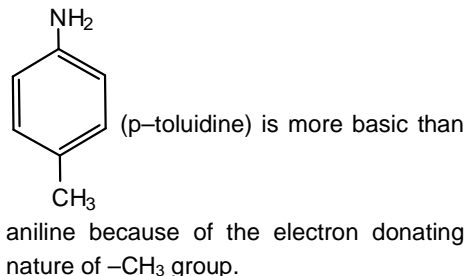 NH₂
(p–toluidine) is more basic than
CH₃
aniline because of the electron donating
nature of –CH₃ group.